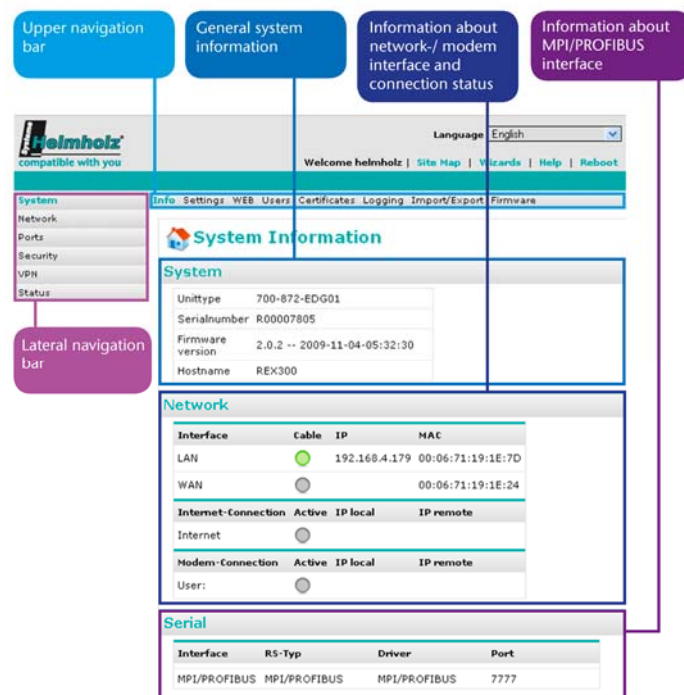 Upper navigation
bar
General system
information
Information about
network-/ modem
interface and
connection status
Information about
MPI/PROFIBUS
interface
Systeme
Helmholz
compatible with you
Language English
Welcome helmholz | Site Map | Wizards | Help | Reboot
System
Network
Ports
Security
VPN
Status
Lateral navigation
bar
Info Settings WEB Users Certificates Logging Import/Export Firmware
System Information
System
Unittype 700-872-EDG01
Serialnumber R00007805
Firmware
version 2.0.2 -- 2009-11-04-05:32:30
Hostname REX300
Network
Interface Cable IP MAC
LAN 192.168.4.179 00:06:71:19:1E:7D
WAN 00:06:71:19:1E:24
Internet-Connection Active IP local IP remote
Internet
Modem-Connection Active IP local IP remote
User:
Serial
Interface RS-Typ Driver Port
MPI/PROFIBUS MPI/PROFIBUS MPI/PROFIBUS 7777